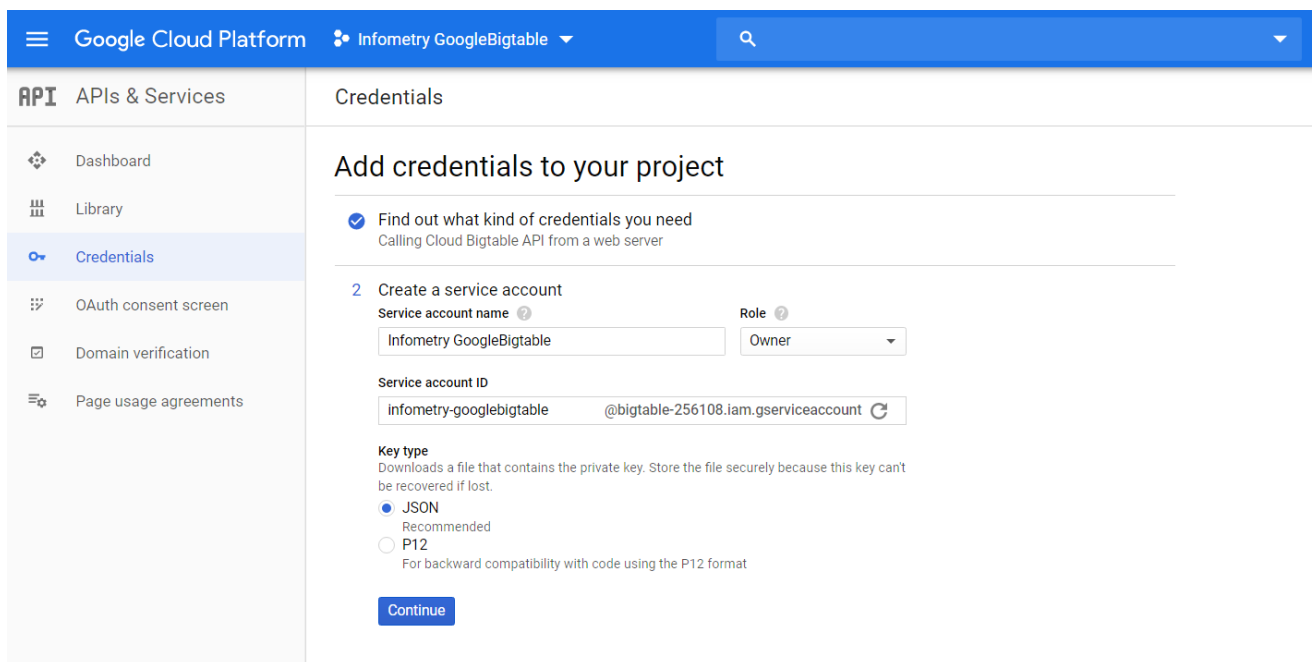 Google Cloud Platform
Infometry GoogleBigtable
API APIs & Services
Credentials
Dashboard
Library
Credentials
OAuth consent screen
Domain verification
Page usage agreements
Add credentials to your project
Find out what kind of credentials you need
Calling Cloud Bigtable API from a web server
2 Create a service account
Service account name ?
Role ?
Infometry GoogleBigtable
Owner
Service account ID
infometry-googlebigtable @bigtable-256108.iam.gserviceaccount
Key type
Downloads a file that contains the private key. Store the file securely because this key can't
be recovered if lost.
JSON
Recommended
P12
For backward compatibility with code using the P12 format
Continue